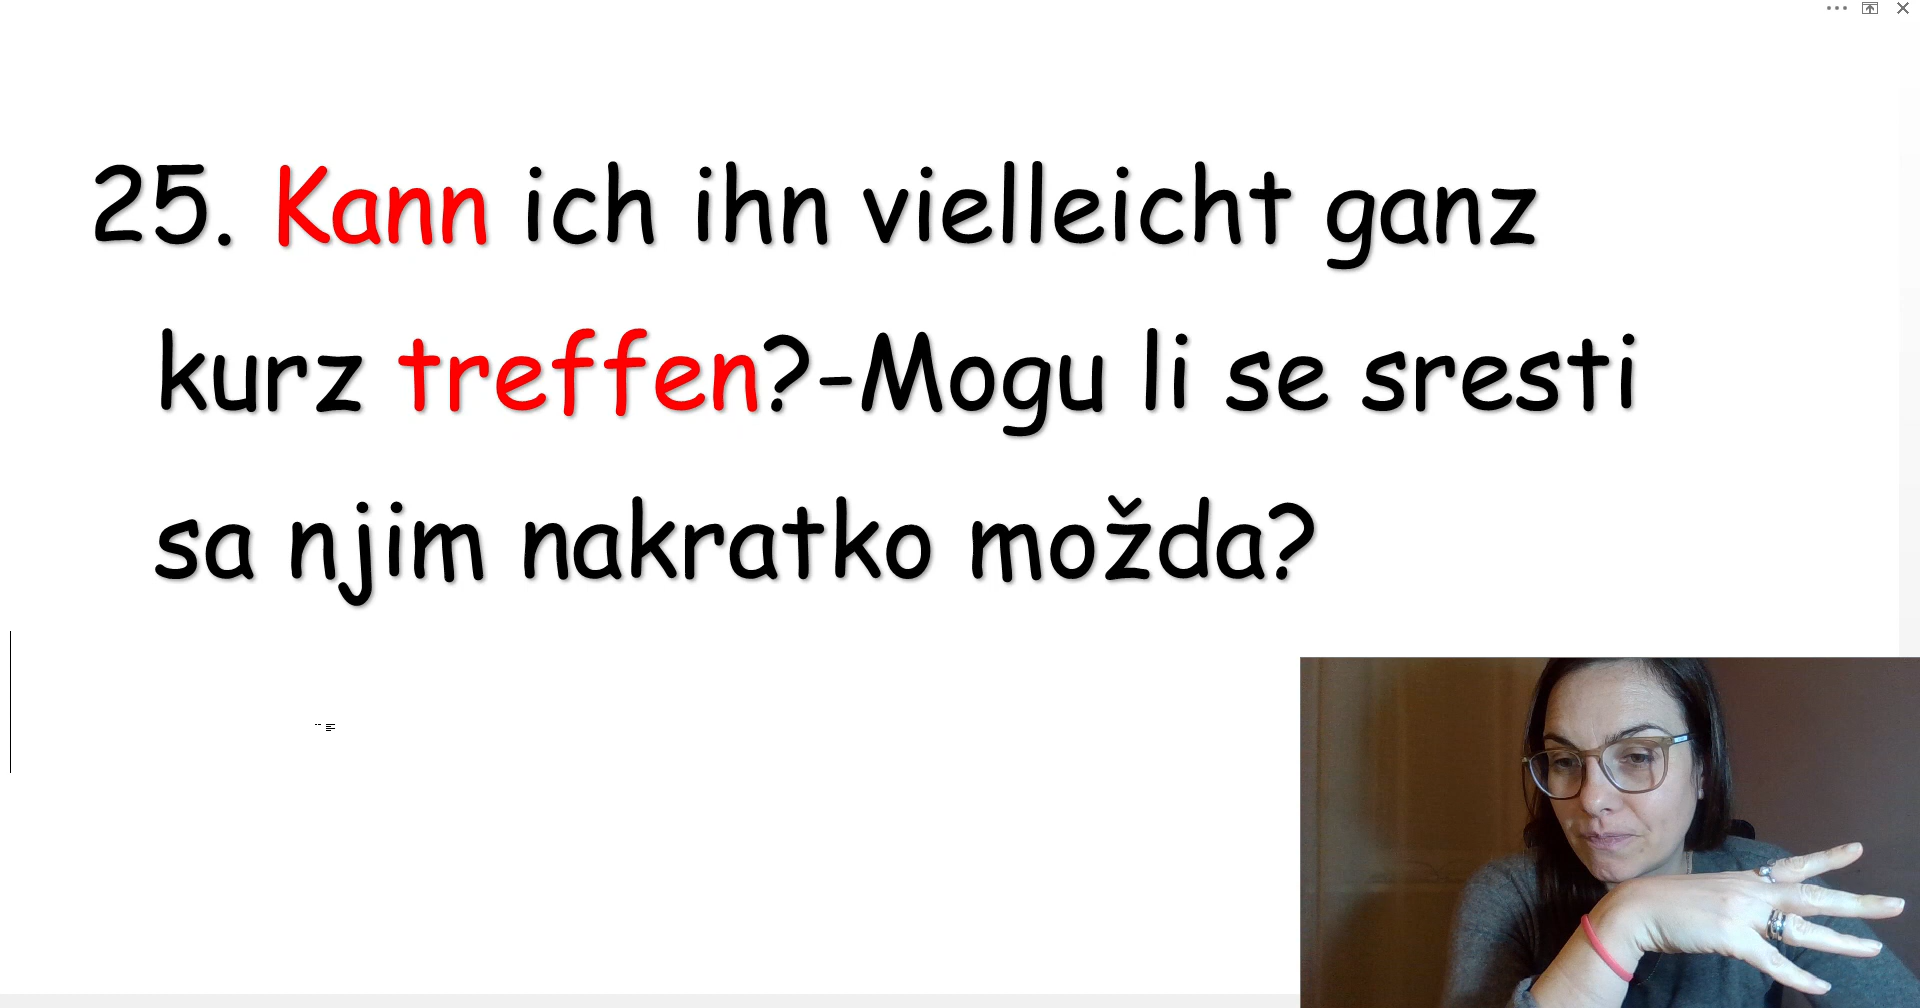 25. Kann ich ihn vielleicht ganz
kurz treffen?-Mogu li se sresti
sa njim nakratko možda?